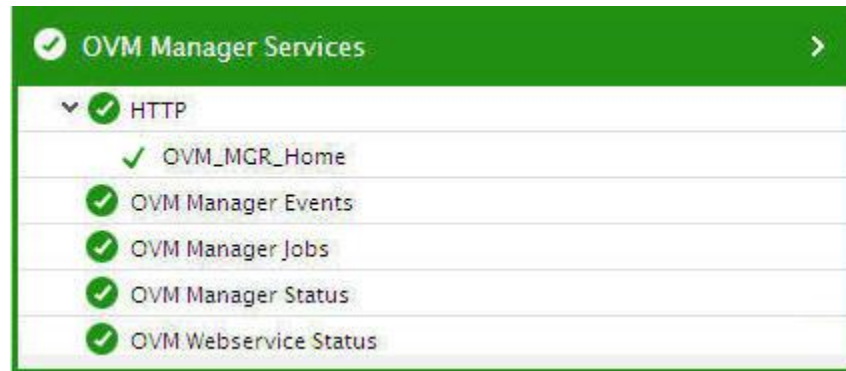 OVM Manager Services
HTTP
OVM_MGR_Home
OVM Manager Events
OVM Manager Jobs
OVM Manager Status
OVM Webservice Status